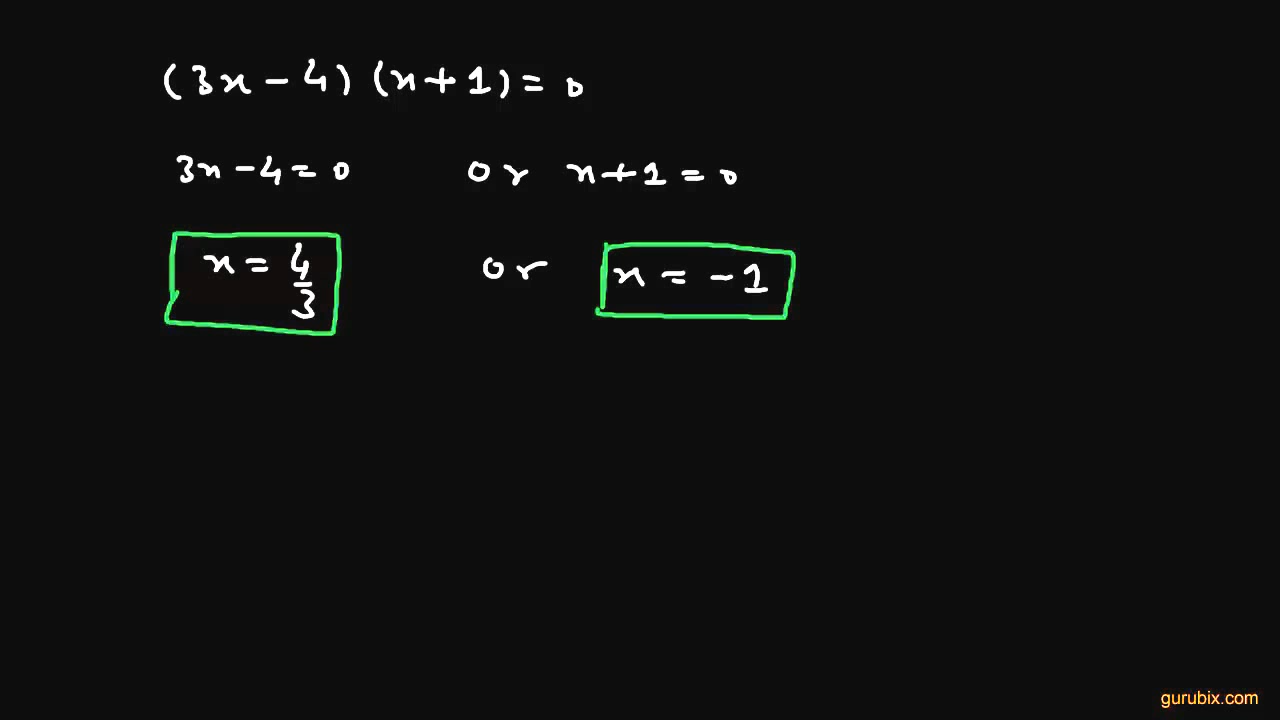 (3x - 4) (x + 1) = 0
3x - 4 = 0 or x + 1 = 0
x = 4/3 or x = -1
gurubix.com